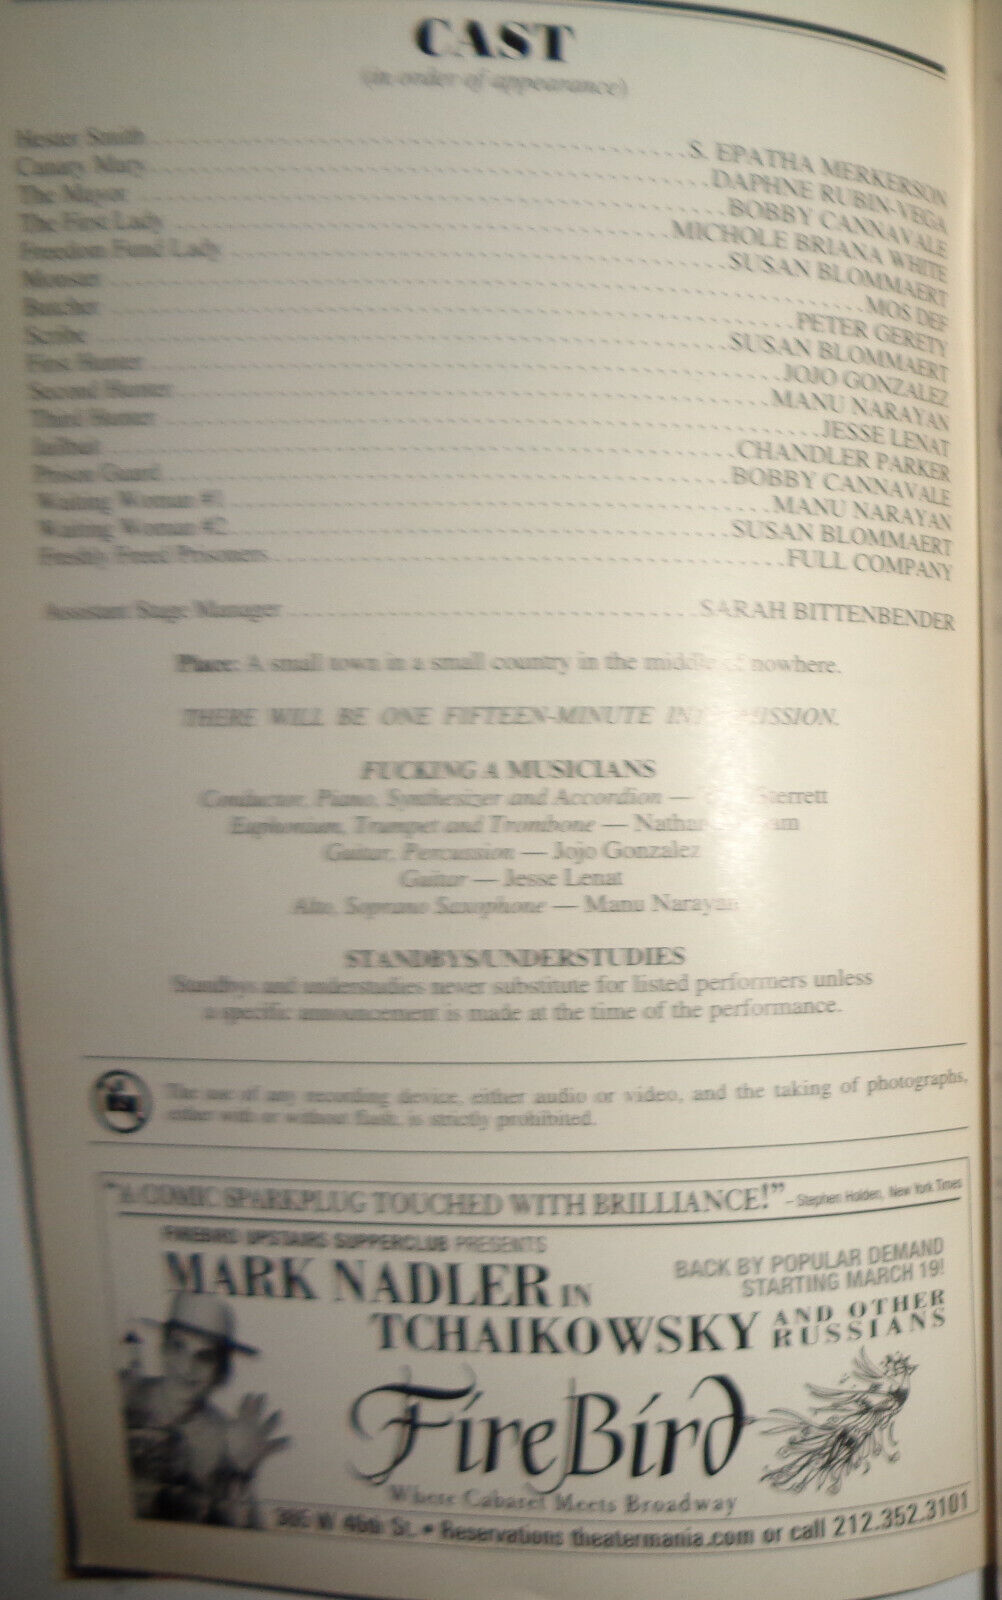 CAST
(in order of appearance)
Hester Smith ........ S. EPATHA MERKERSON
Canary Mary ........ DAPHNE RUBIN-VEGA
The Mayor ........ BOBBY CANNAVALE
The First Lady ........ MICHOLE BRIANA WHITE
Freedom Fund Lady ........ SUSAN BLOMMAERT
Monster ........ MOS DEF
Butcher ........ PETER GERETY
Scribe ........ SUSAN BLOMMAERT
First Hunter ........ JOJO GONZALEZ
Second Hunter ........ MANU NARAYAN
Third Hunter ........ JESSE LENAT
Jailbait ........ CHANDLER PARKER
Prison Guard ........ BOBBY CANNAVALE
Waiting Woman #1 ........ MANU NARAYAN
Waiting Woman #2 ........ SUSAN BLOMMAERT
Freshly Freed Prisoners ........ FULL COMPANY
Assistant Stage Manager ........ SARAH BITTENBENDER
Place: A small town in a small country in the middle of nowhere.
THERE WILL BE ONE FIFTEEN-MINUTE INTERMISSION.
FUCKING A MUSICIANS
Conductor, Piano, Synthesizer and Accordion — Sterrett
Euphonium, Trumpet and Trombone —
Guitar, Percussion — Jojo Gonzalez
Guitar — Jesse Lenat
Alto, Soprano Saxophone — Manu Narayan
STANDBYS/UNDERSTUDIES
Standbys and understudies never substitute for listed performers unless
a specific announcement is made at the time of the performance.
The use of any recording device, either audio or video, and the taking of photographs,
either with or without flash, is strictly prohibited.
"A COMIC SPARKPLUG TOUCHED WITH BRILLIANCE!" – Stephen Holden, New York Times
FIREBIRD UPSTAIRS SUPPERCLUB PRESENTS
MARK NADLER IN
BACK BY POPULAR DEMAND
STARTING MARCH 19!
TCHAIKOWSKY AND OTHER RUSSIANS
FireBird
Where Cabaret Meets Broadway
365 W 46th St. • Reservations theatermania.com or call 212.352.3101